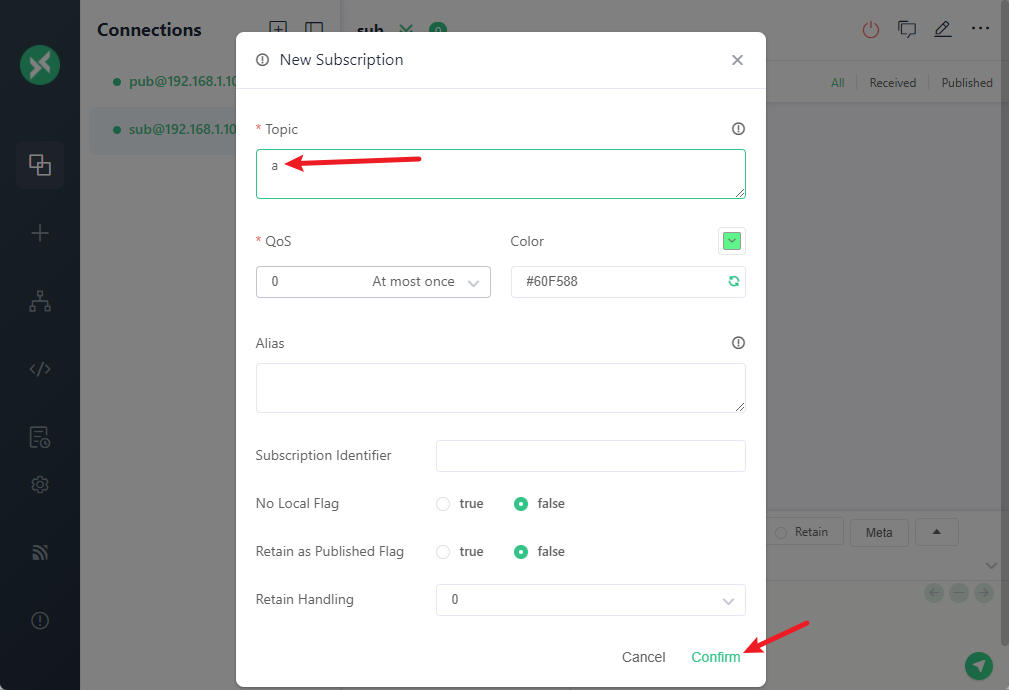 Connections
sub
0
pub@192.168.1.10
sub@192.168.1.10
All
Received
Published
New Subscription
* Topic
a
* QoS
Color
0
At most once
#60F588
Alias
Subscription Identifier
No Local Flag
true
false
Retain as Published Flag
true
false
Retain Handling
0
Retain
Meta
Cancel
Confirm